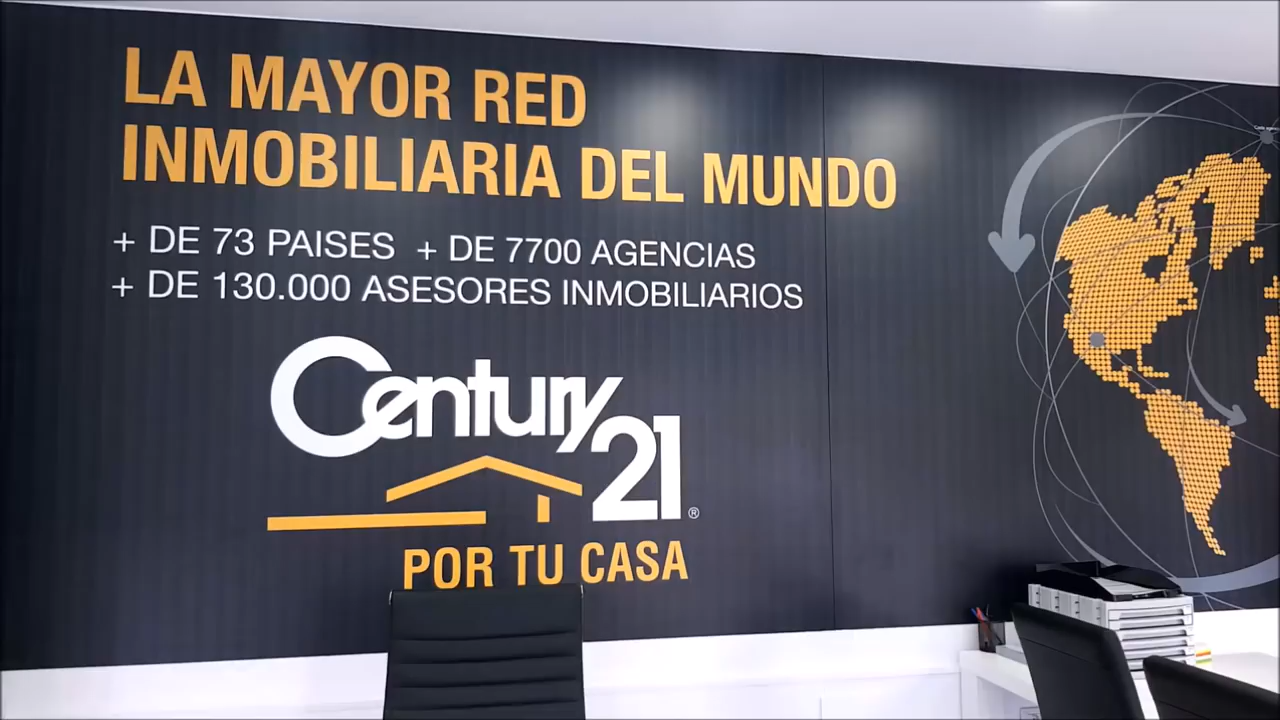 LA MAYOR RED
INMOBILIARIA DEL MUNDO
+ DE 73 PAISES + DE 7700 AGENCIAS
+ DE 130.000 ASESORES INMOBILIARIOS
Century
21®
POR TU CASA